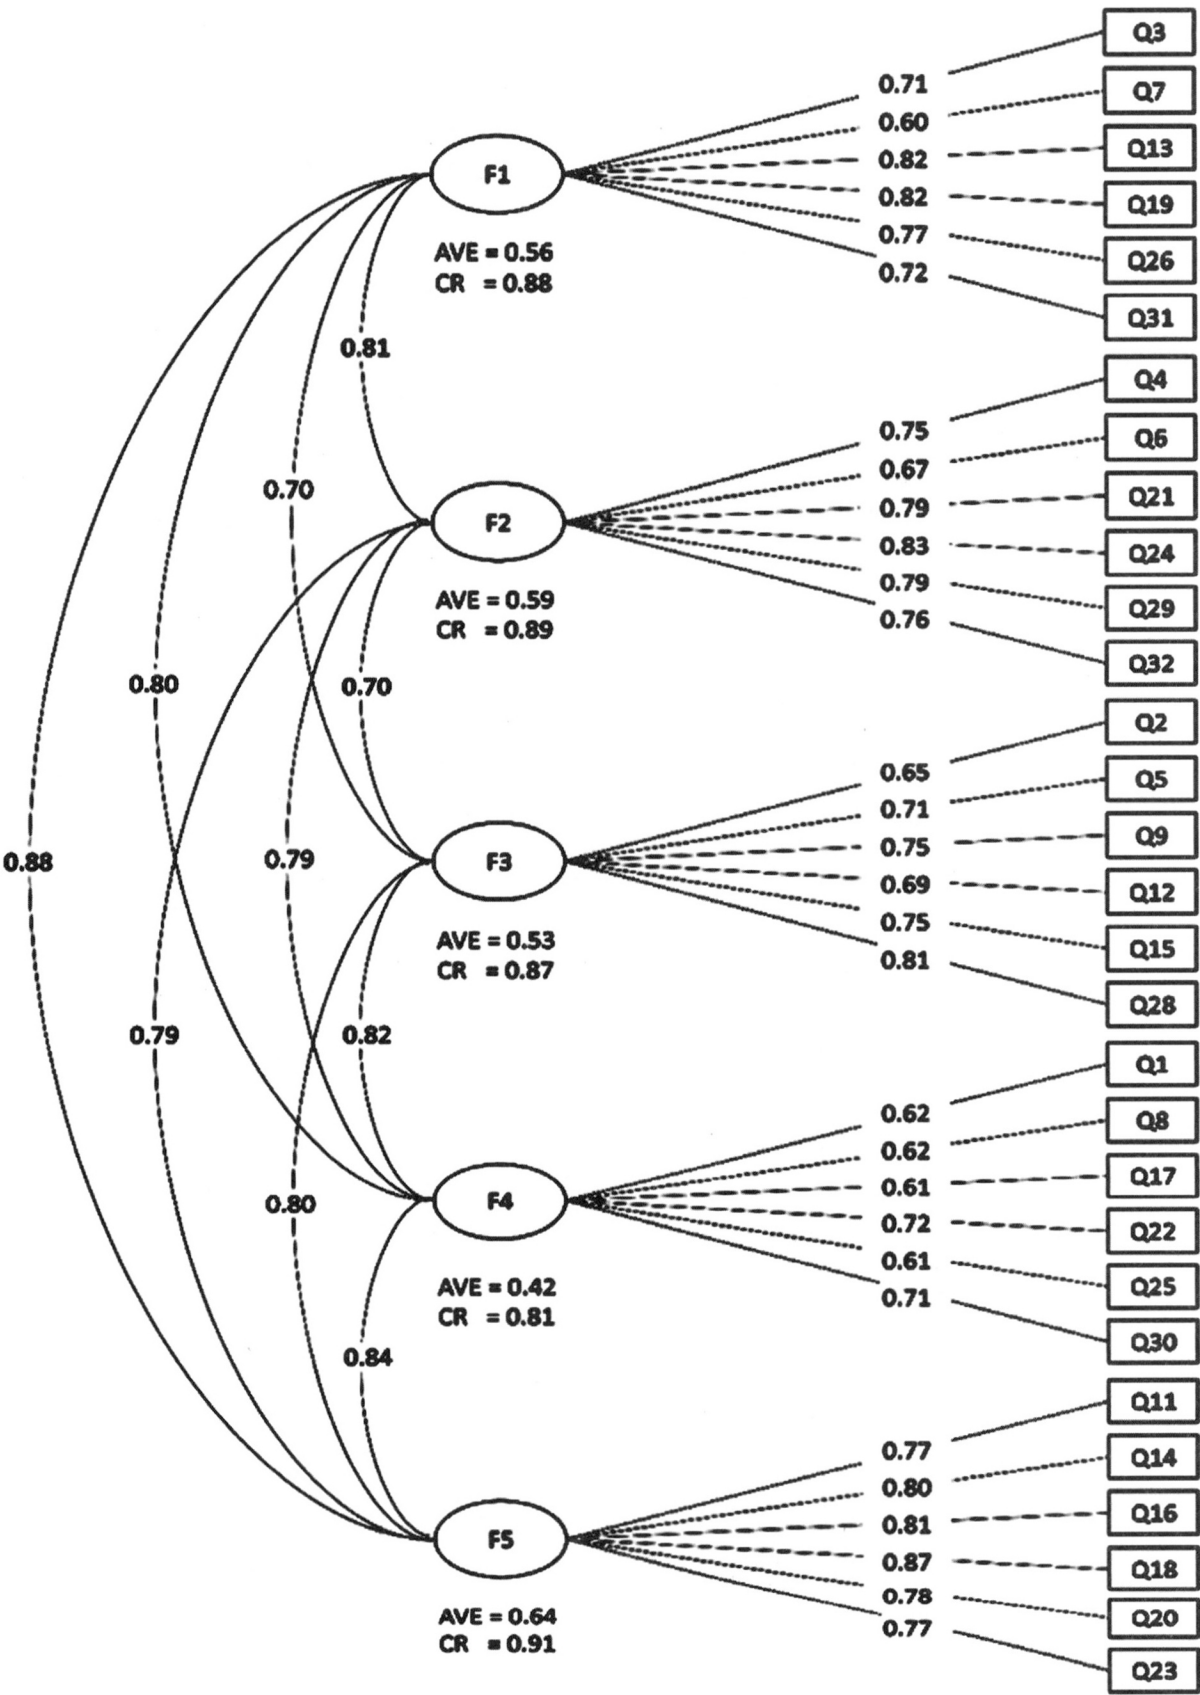 Q3
0.71
Q7
0.60
Q13
0.82
Q19
0.82
Q26
0.77
Q31
0.72
F1
AVE = 0.56
CR = 0.88
0.81
0.70
0.80
0.88
Q4
0.75
Q6
0.67
Q21
0.79
Q24
0.83
Q29
0.79
Q32
0.76
F2
AVE = 0.59
CR = 0.89
0.70
0.79
0.79
Q2
0.65
Q5
0.71
Q9
0.75
Q12
0.69
Q15
0.75
Q28
0.81
F3
AVE = 0.53
CR = 0.87
0.82
0.80
Q1
0.62
Q8
0.62
Q17
0.61
Q22
0.72
Q25
0.61
Q30
0.71
F4
AVE = 0.42
CR = 0.81
0.84
Q11
0.77
Q14
0.80
Q16
0.81
Q18
0.87
Q20
0.78
Q23
0.77
F5
AVE = 0.64
CR = 0.91